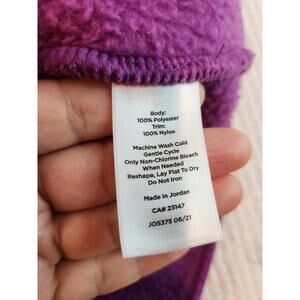 Body:
100% Polyester
Trim:
100% Nylon
Machine Wash Cold
Gentle Cycle
Only Non-Chlorine Bleach
When Needed
Reshape, Lay Flat To Dry
Do Not Iron
Made in Jordan
CA# 23147
JO5375 06/21